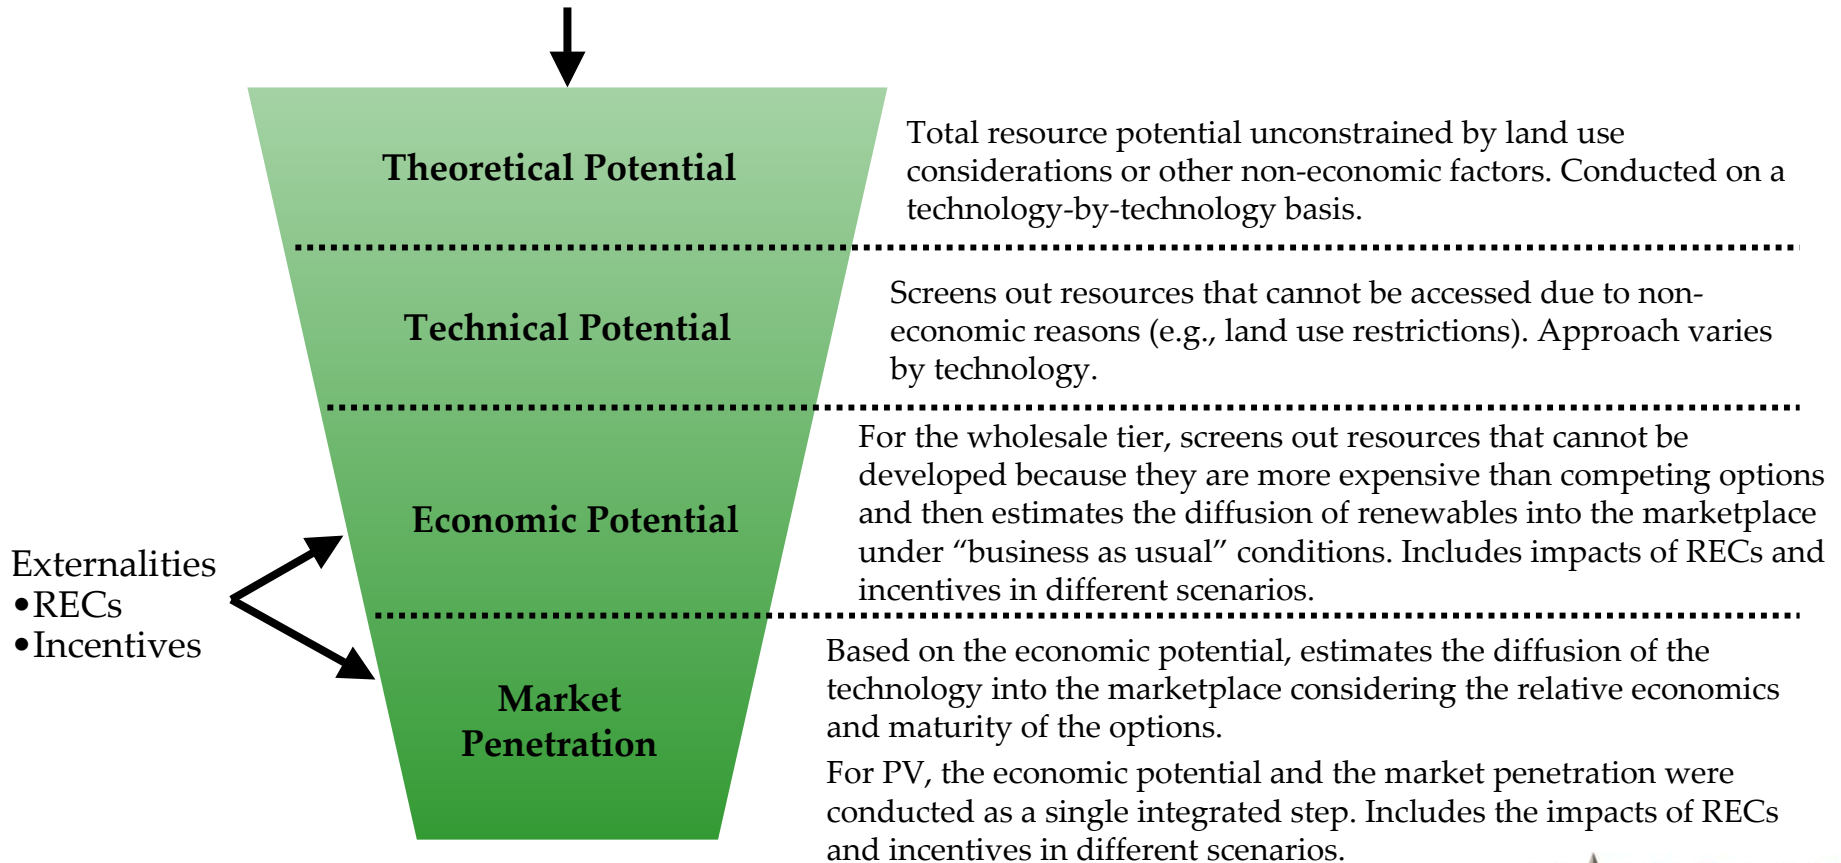 Theoretical Potential
Total resource potential unconstrained by land use
considerations or other non-economic factors. Conducted on a
technology-by-technology basis.
Technical Potential
Screens out resources that cannot be accessed due to non-
economic reasons (e.g., land use restrictions). Approach varies
by technology.
Economic Potential
For the wholesale tier, screens out resources that cannot be
developed because they are more expensive than competing options
and then estimates the diffusion of renewables into the marketplace
under “business as usual” conditions. Includes impacts of RECs and
incentives in different scenarios.
Externalities
•RECs
•Incentives
Market
Penetration
Based on the economic potential, estimates the diffusion of the
technology into the marketplace considering the relative economics
and maturity of the options.
For PV, the economic potential and the market penetration were
conducted as a single integrated step. Includes the impacts of RECs
and incentives in different scenarios.